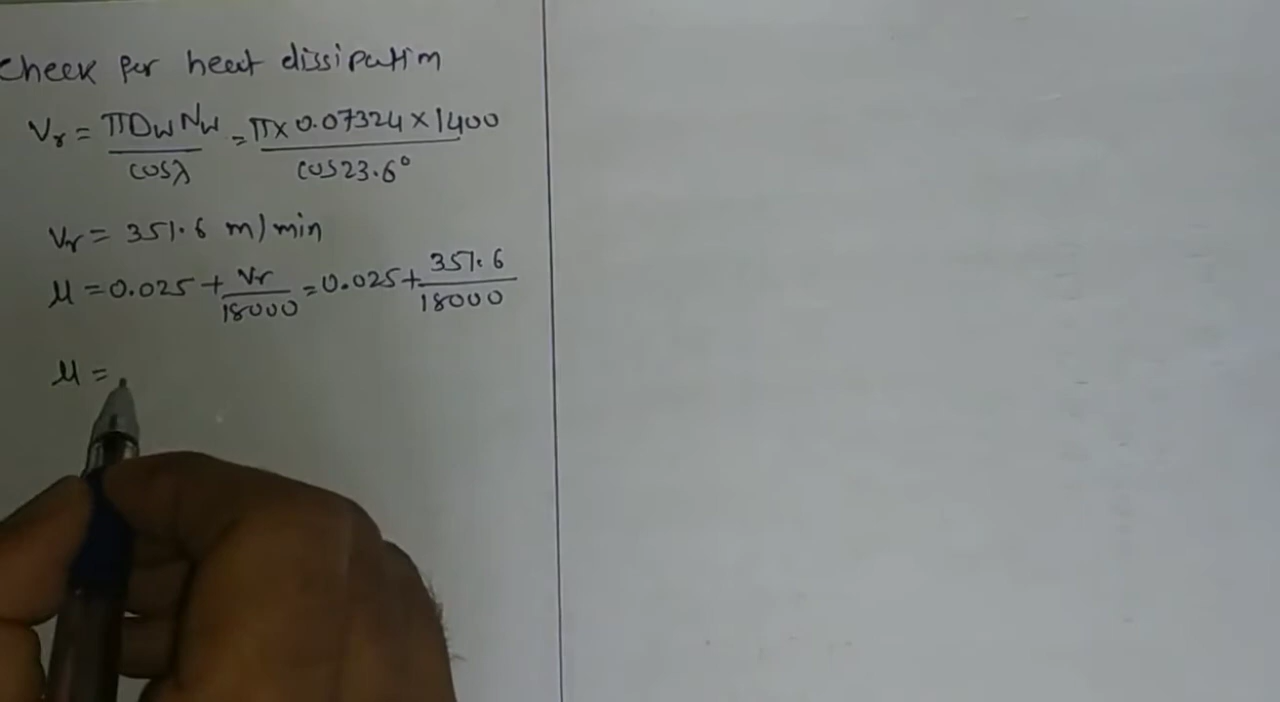 Check for heat dissipation
Vr = πDwNw/cosλ = π×0.07324×1400/cos23.6°
Vr = 351.6 m/min
μ = 0.025 + Vr/18000 = 0.025 + 351.6/18000
μ =